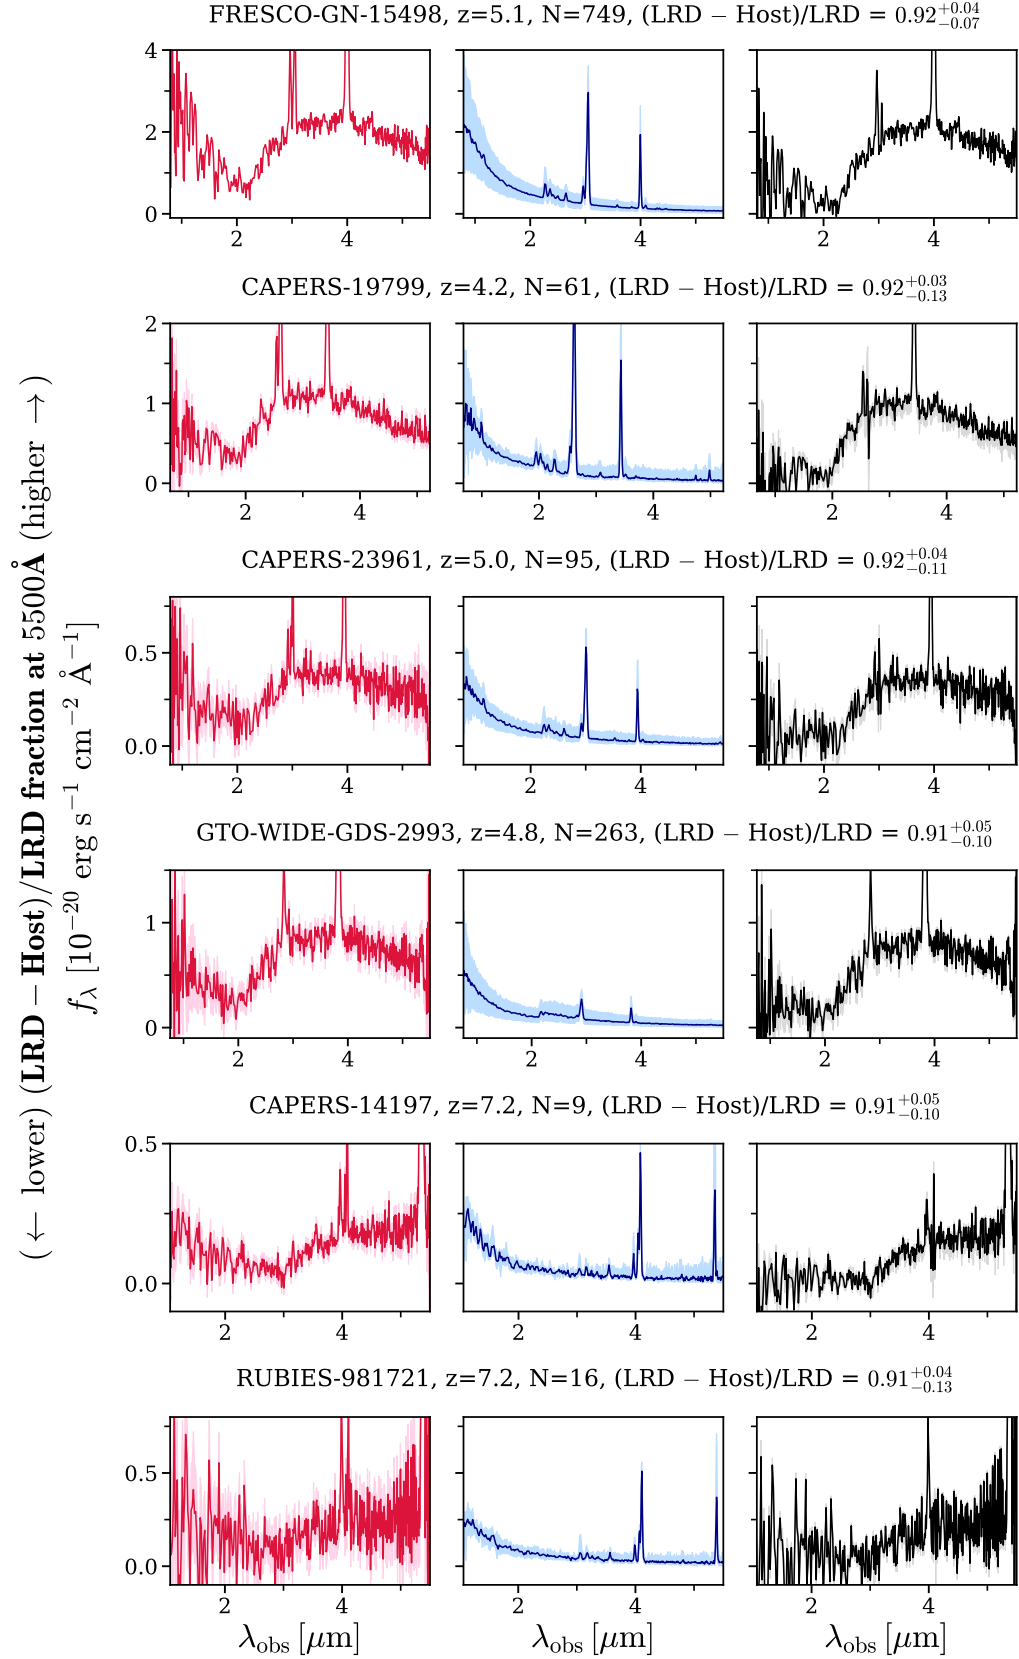 FRESCO-GN-15498, z=5.1, N=749, (LRD − Host)/LRD = 0.92 +0.04 −0.07
4
2
0
2 4
2 4
2 4
CAPERS-19799, z=4.2, N=61, (LRD − Host)/LRD = 0.92 +0.03 −0.13
2
1
0
2 4
2 4
2 4
CAPERS-23961, z=5.0, N=95, (LRD − Host)/LRD = 0.92 +0.04 −0.11
0.5
0.0
2 4
2 4
2 4
GTO-WIDE-GDS-2993, z=4.8, N=263, (LRD − Host)/LRD = 0.91 +0.05 −0.10
1
0
2 4
2 4
2 4
CAPERS-14197, z=7.2, N=9, (LRD − Host)/LRD = 0.91 +0.05 −0.10
0.5
0.0
2 4
2 4
2 4
RUBIES-981721, z=7.2, N=16, (LRD − Host)/LRD = 0.91 +0.04 −0.13
0.5
0.0
2 4
2 4
2 4
λobs [μm]
λobs [μm]
λobs [μm]
(← lower) (LRD − Host)/LRD fraction at 5500Å (higher →)
fλ [10−20 erg s−1 cm−2 Å−1]